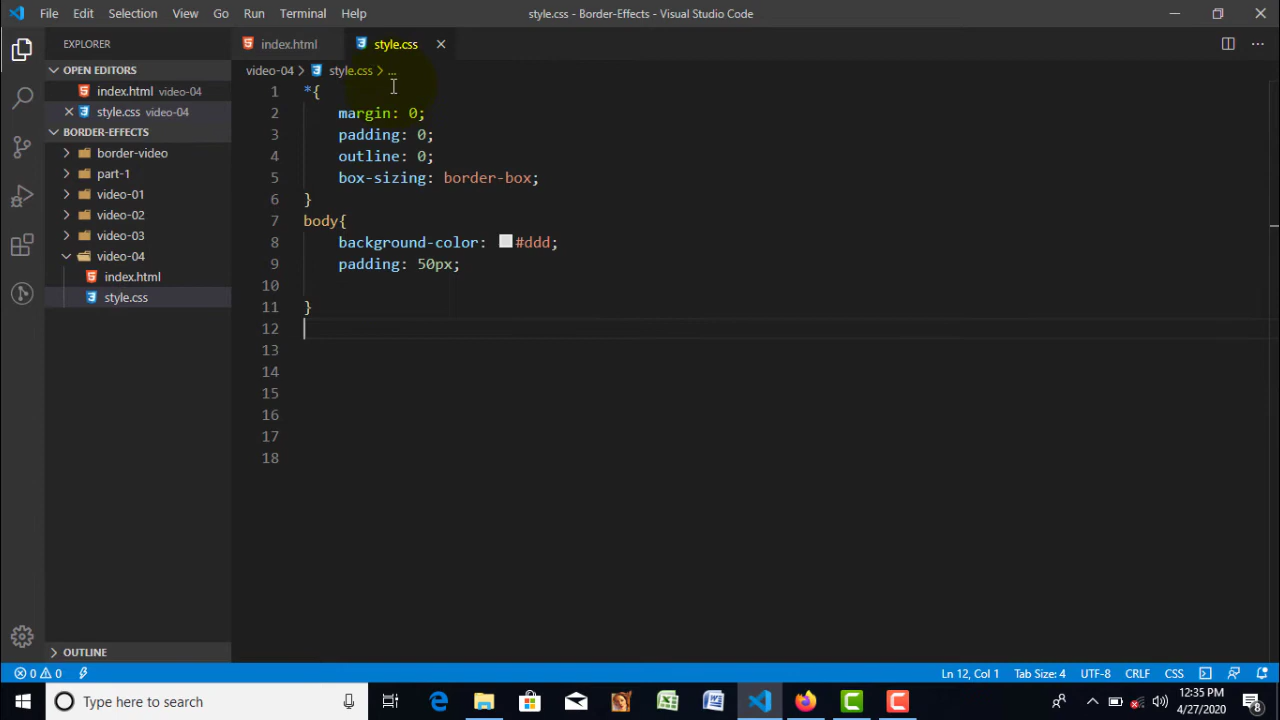 File Edit Selection View Go Run Terminal Help style.css - Border-Effects - Visual Studio Code
EXPLORER
index.html
style.css
OPEN EDITORS
index.html video-04
style.css video-04
BORDER-EFFECTS
border-video
part-1
video-01
video-02
video-03
video-04
index.html
style.css
OUTLINE
video-04 > style.css > ...
1 *{
2 margin: 0;
3 padding: 0;
4 outline: 0;
5 box-sizing: border-box;
6 }
7 body{
8 background-color: #ddd;
9 padding: 50px;
10
11 }
12
13
14
15
16
17
18
0 0 Ln 12, Col 1 Tab Size: 4 UTF-8 CRLF CSS
Type here to search
12:35 PM
4/27/2020
8